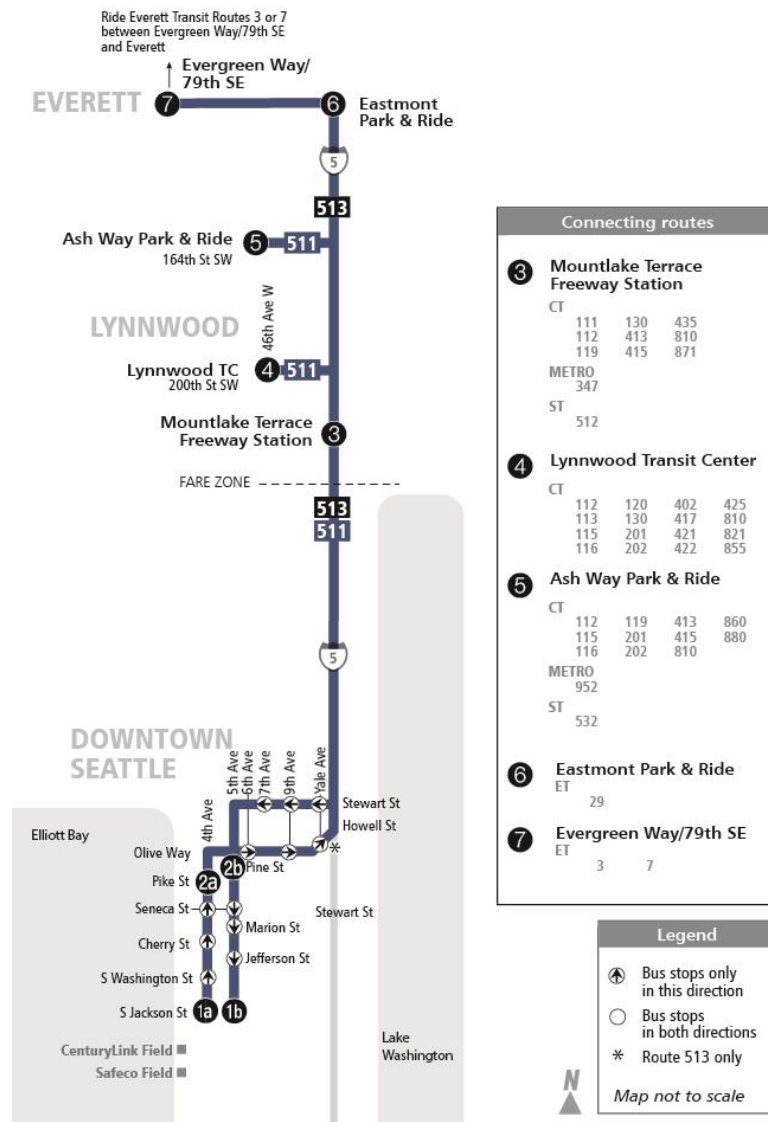 Ride Everett Transit Routes 3 or 7
between Evergreen Way/79th SE
and Everett
Evergreen Way/
79th SE
EVERETT
7
6
Eastmont
Park & Ride
5
513
Ash Way Park & Ride
164th St SW
5
511
46th Ave W
LYNNWOOD
Lynnwood TC
200th St SW
4
511
Mountlake Terrace
Freeway Station
3
FARE ZONE
513
511
5
DOWNTOWN
SEATTLE
4th Ave
5th Ave
6th Ave
7th Ave
9th Ave
Yale Ave
Stewart St
Howell St
*
Elliott Bay
Olive Way
2b
Pine St
Pike St
2a
Seneca St
Stewart St
Marion St
Cherry St
Jefferson St
S Washington St
S Jackson St
1a
1b
CenturyLink Field
Safeco Field
Lake
Washington
Connecting routes
3
Mountlake Terrace
Freeway Station
CT
111 130 435
112 413 810
119 415 871
METRO
347
ST
512
4
Lynnwood Transit Center
CT
112 120 402 425
113 130 417 810
115 201 421 821
116 202 422 855
5
Ash Way Park & Ride
CT
112 119 413 860
115 201 415 880
116 202 810
METRO
952
ST
532
6
Eastmont Park & Ride
ET
29
7
Evergreen Way/79th SE
ET
3 7
Legend
Bus stops only
in this direction
Bus stops
in both directions
* Route 513 only
N
Map not to scale